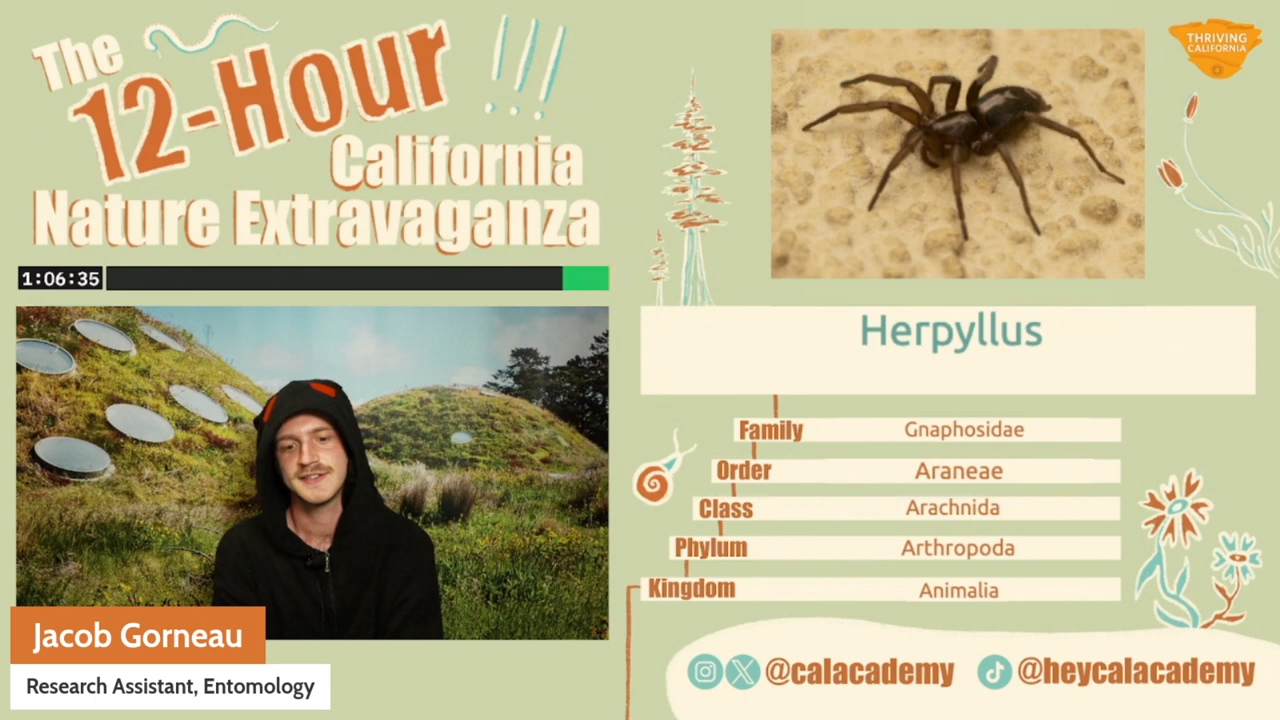 The
12-Hour
!!!
California
Nature Extravaganza
1:06:35
Jacob Gorneau
Research Assistant, Entomology
THRIVING
CALIFORNIA
Herpyllus
Family Gnaphosidae
Order Araneae
Class Arachnida
Phylum Arthropoda
Kingdom Animalia
@calacademy @heycalacademy